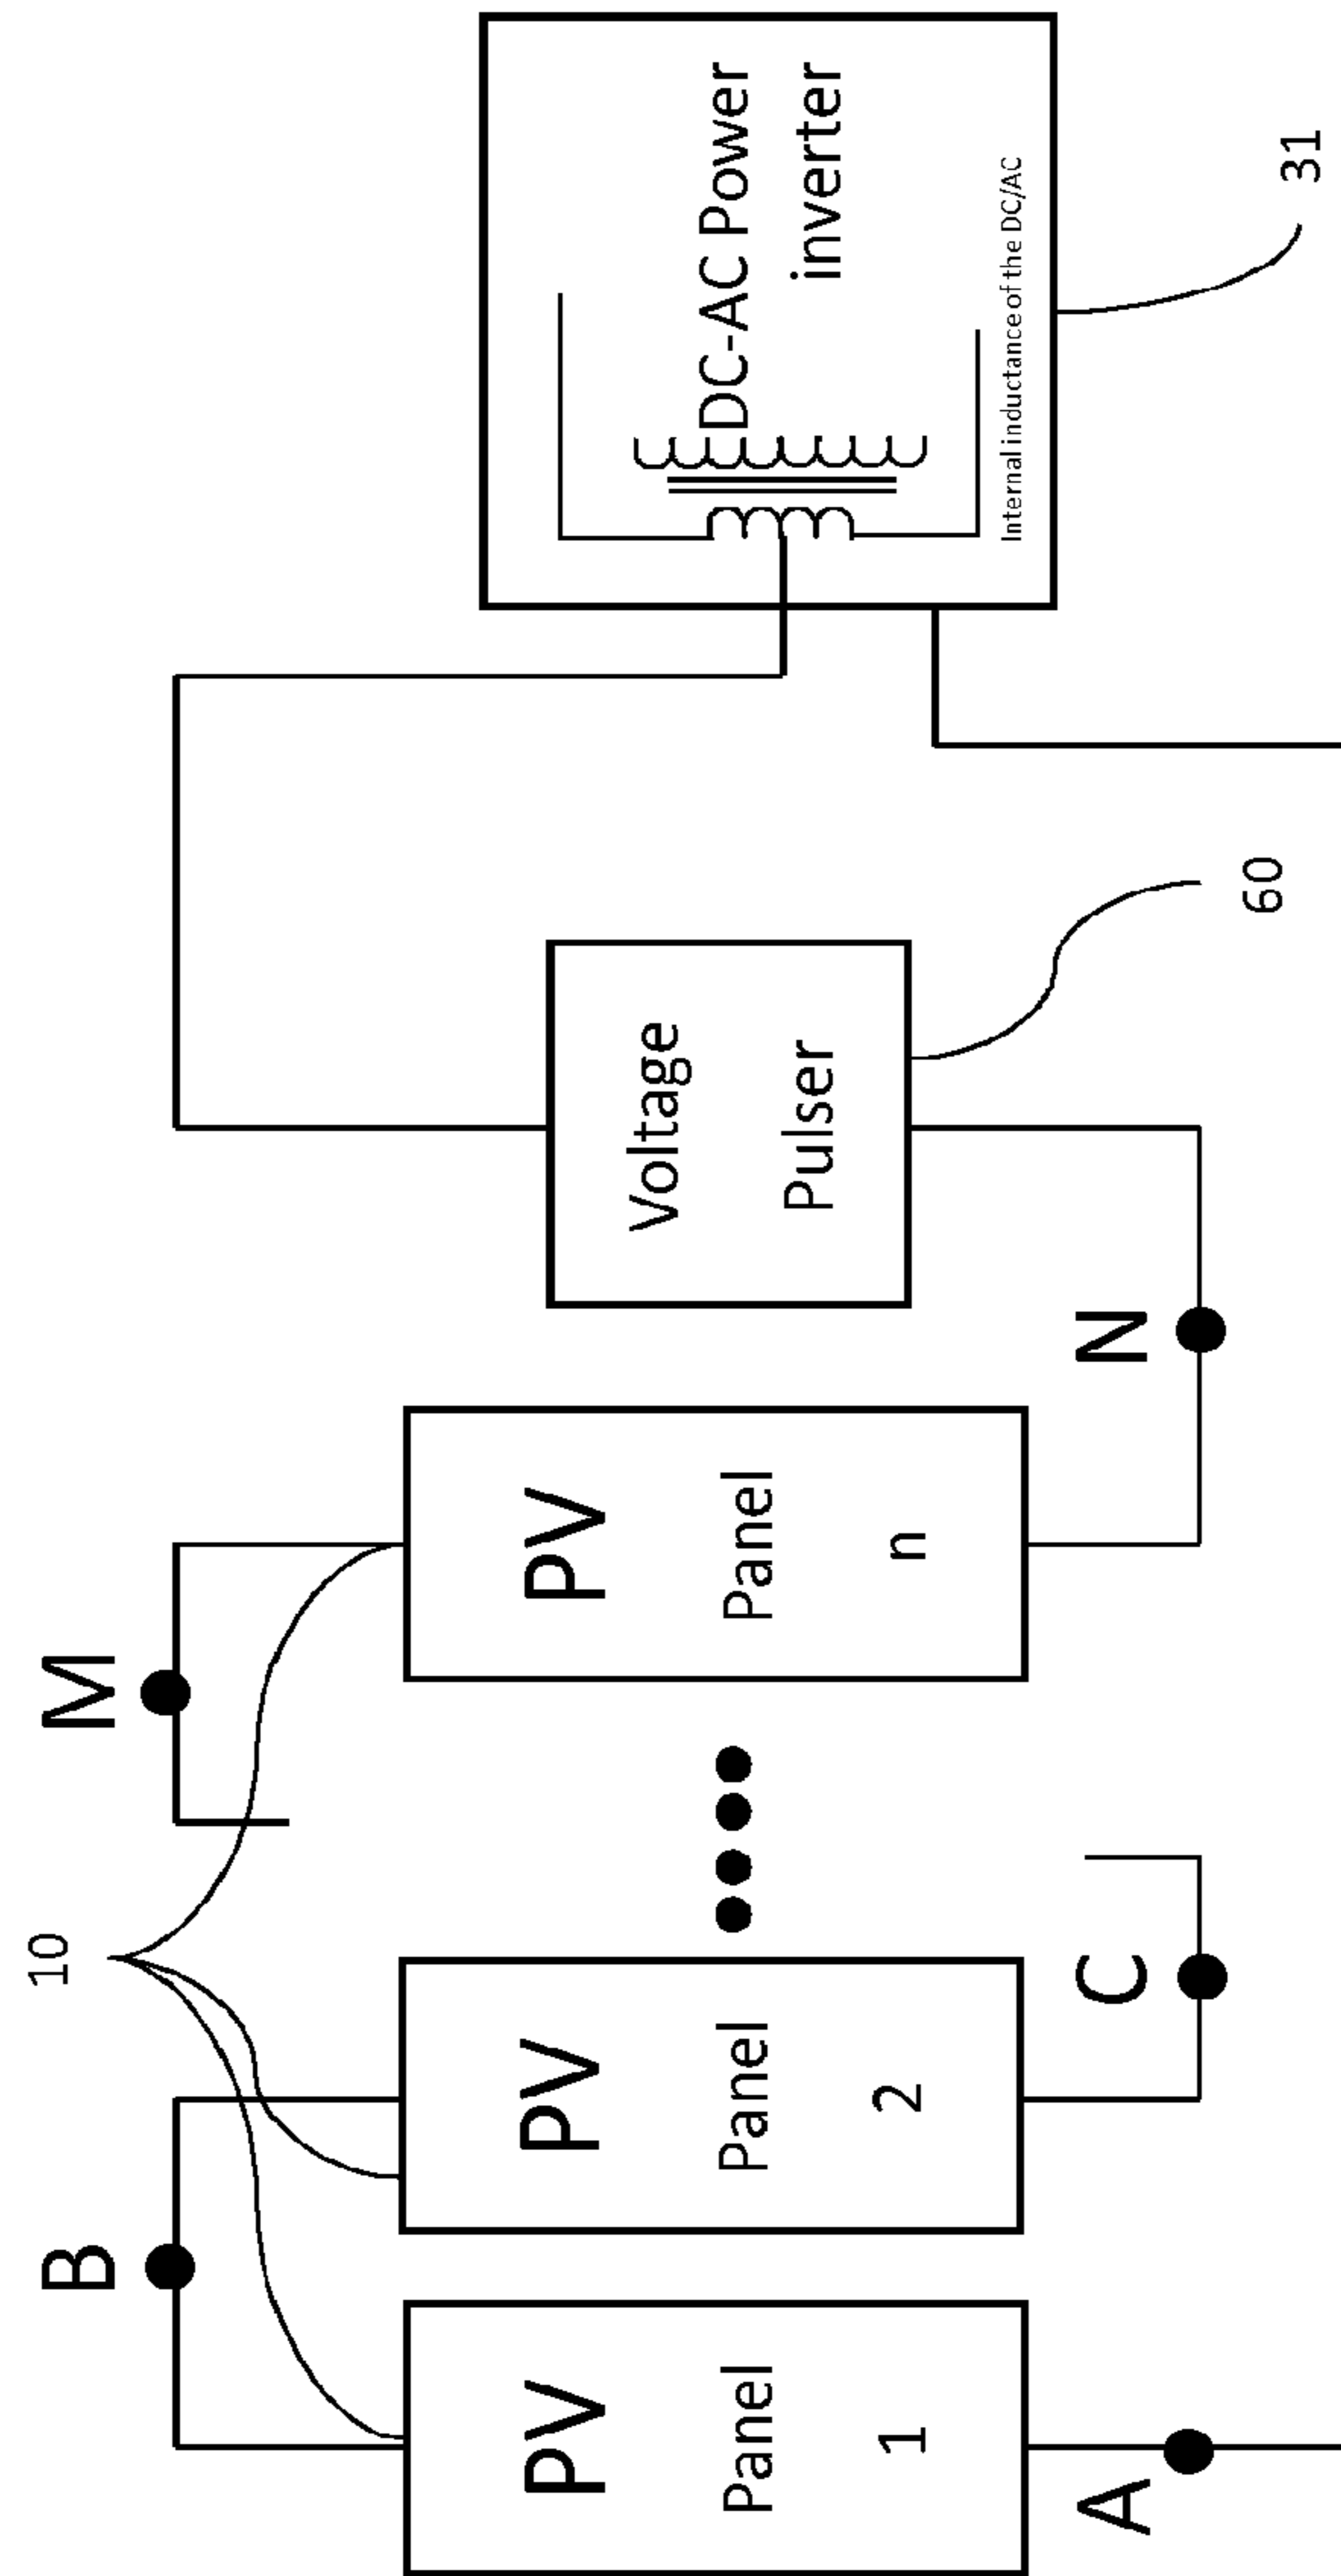 10
B
M
PV
Panel
1
PV
Panel
2
PV
Panel
n
A
C
N
Voltage
Pulser
60
DC-AC Power
inverter
Internal inductance of the DC/AC
31